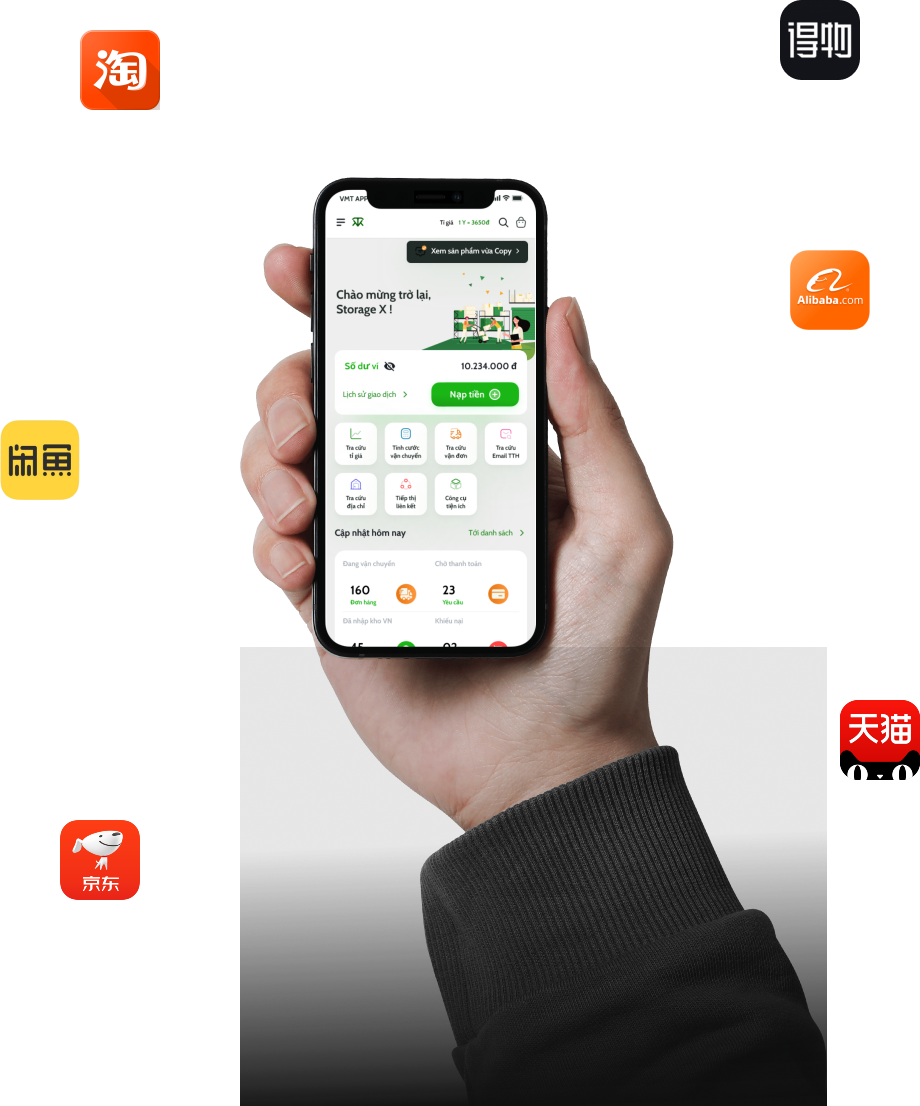 得物
淘
VMT APP
Tỉ giá 1 Y = 3650đ
Xem sản phẩm vừa Copy
Chào mừng trở lại,
Storage X !
Alibaba.com
Số dư ví
10.234.000 đ
Lịch sử giao dịch
Nạp tiền
闲鱼
Tra cứu
tỉ giá
Tính cước
vận chuyển
Tra cứu
vận đơn
Tra cứu
Email TTH
Tra cứu
địa chỉ
Tiếp thị
liên kết
Công cụ
tiện ích
Cập nhật hôm nay
Tới danh sách
Đang vận chuyển
Chờ thanh toán
160
Đơn hàng
23
Yêu cầu
Đã nhập kho VN
Khiếu nại
天猫
京东